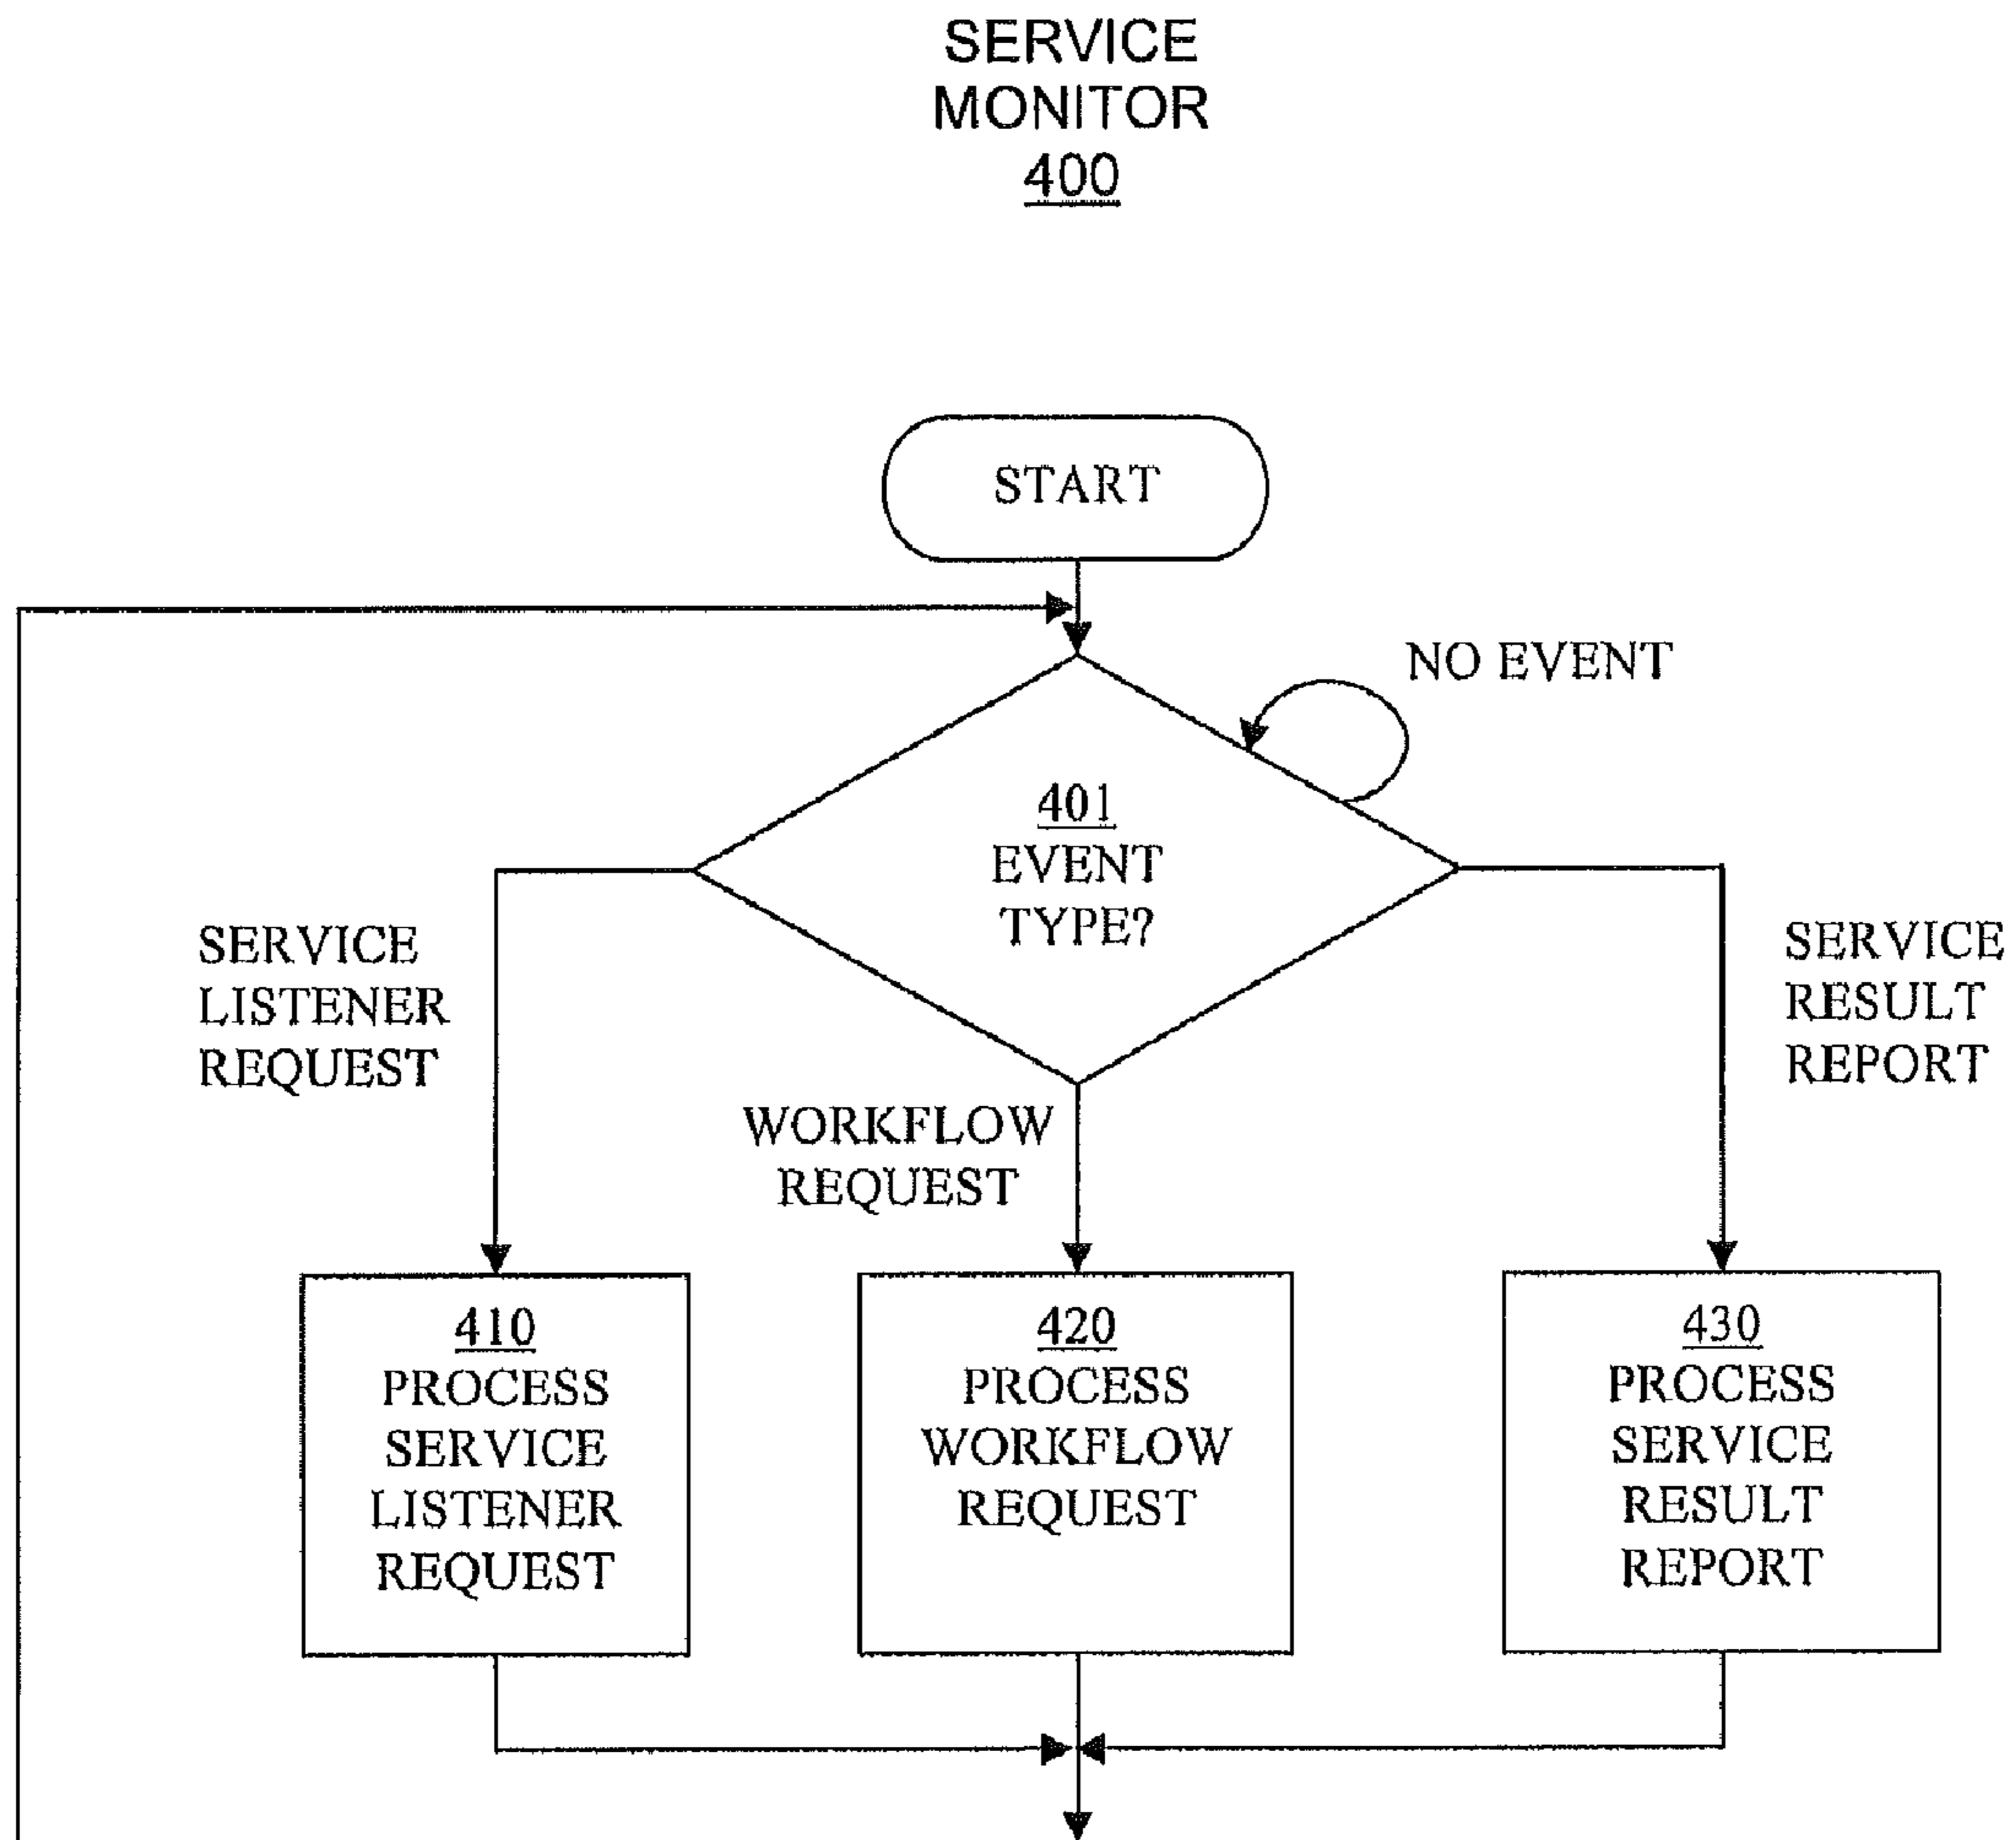 SERVICE
MONITOR
400
START
NO EVENT
401
EVENT
TYPE?
SERVICE
LISTENER
REQUEST
WORKFLOW
REQUEST
SERVICE
RESULT
REPORT
410
PROCESS
SERVICE
LISTENER
REQUEST
420
PROCESS
WORKFLOW
REQUEST
430
PROCESS
SERVICE
RESULT
REPORT